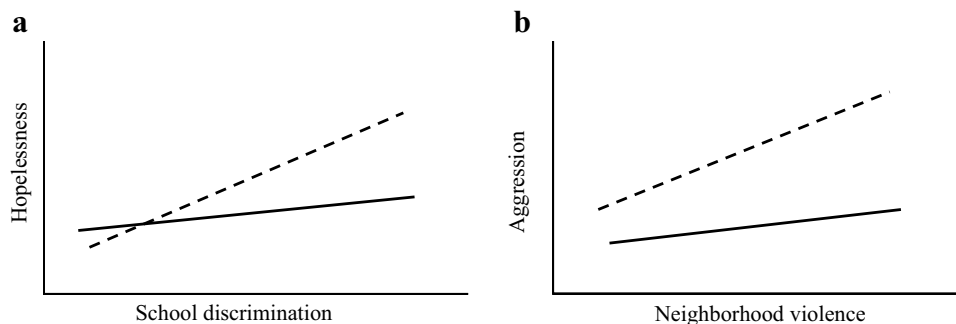 a
b
Hopelessness
School discrimination
Aggression
Neighborhood violence